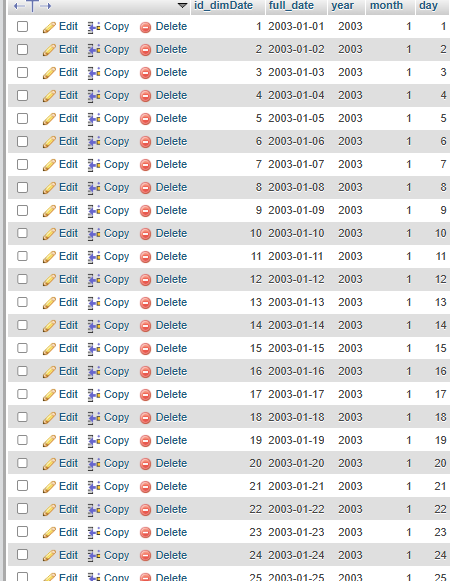 id_dimDate full_date year month day
Edit Copy Delete 1 2003-01-01 2003 1 1
Edit Copy Delete 2 2003-01-02 2003 1 2
Edit Copy Delete 3 2003-01-03 2003 1 3
Edit Copy Delete 4 2003-01-04 2003 1 4
Edit Copy Delete 5 2003-01-05 2003 1 5
Edit Copy Delete 6 2003-01-06 2003 1 6
Edit Copy Delete 7 2003-01-07 2003 1 7
Edit Copy Delete 8 2003-01-08 2003 1 8
Edit Copy Delete 9 2003-01-09 2003 1 9
Edit Copy Delete 10 2003-01-10 2003 1 10
Edit Copy Delete 11 2003-01-11 2003 1 11
Edit Copy Delete 12 2003-01-12 2003 1 12
Edit Copy Delete 13 2003-01-13 2003 1 13
Edit Copy Delete 14 2003-01-14 2003 1 14
Edit Copy Delete 15 2003-01-15 2003 1 15
Edit Copy Delete 16 2003-01-16 2003 1 16
Edit Copy Delete 17 2003-01-17 2003 1 17
Edit Copy Delete 18 2003-01-18 2003 1 18
Edit Copy Delete 19 2003-01-19 2003 1 19
Edit Copy Delete 20 2003-01-20 2003 1 20
Edit Copy Delete 21 2003-01-21 2003 1 21
Edit Copy Delete 22 2003-01-22 2003 1 22
Edit Copy Delete 23 2003-01-23 2003 1 23
Edit Copy Delete 24 2003-01-24 2003 1 24
Edit Copy Delete 25 2003-01-25 2003 1 25